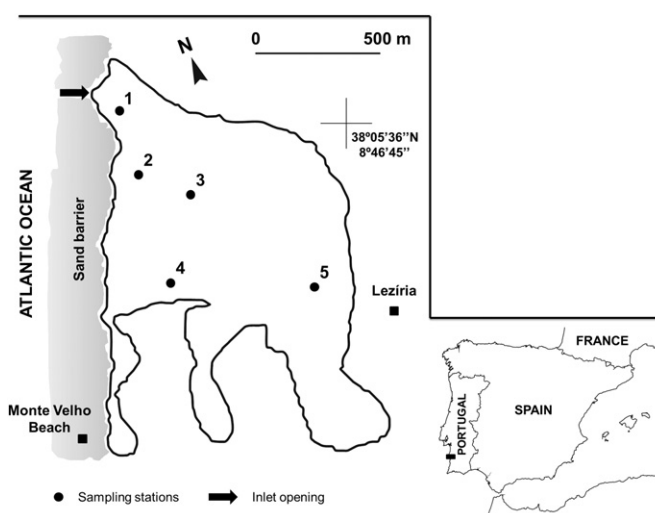 0 500 m
N
1
38º05'36''N
8º46'45''
2
3
ATLANTIC OCEAN
Sand barrier
4
5
Lezíria
FRANCE
SPAIN
PORTUGAL
Monte Velho
Beach
Sampling stations
Inlet opening